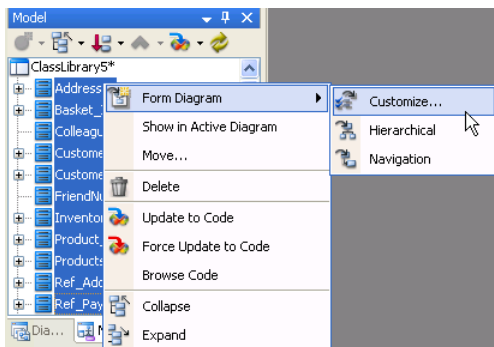 Model
ClassLibrary5*
Address
Basket_
Colleagu
Custome
Custome
FriendNu
Inventor
Product_
Products
Ref_Add
Ref_Pay
Dia...
Form Diagram
Show in Active Diagram
Move...
Delete
Update to Code
Force Update to Code
Browse Code
Collapse
Expand
Customize...
Hierarchical
Navigation